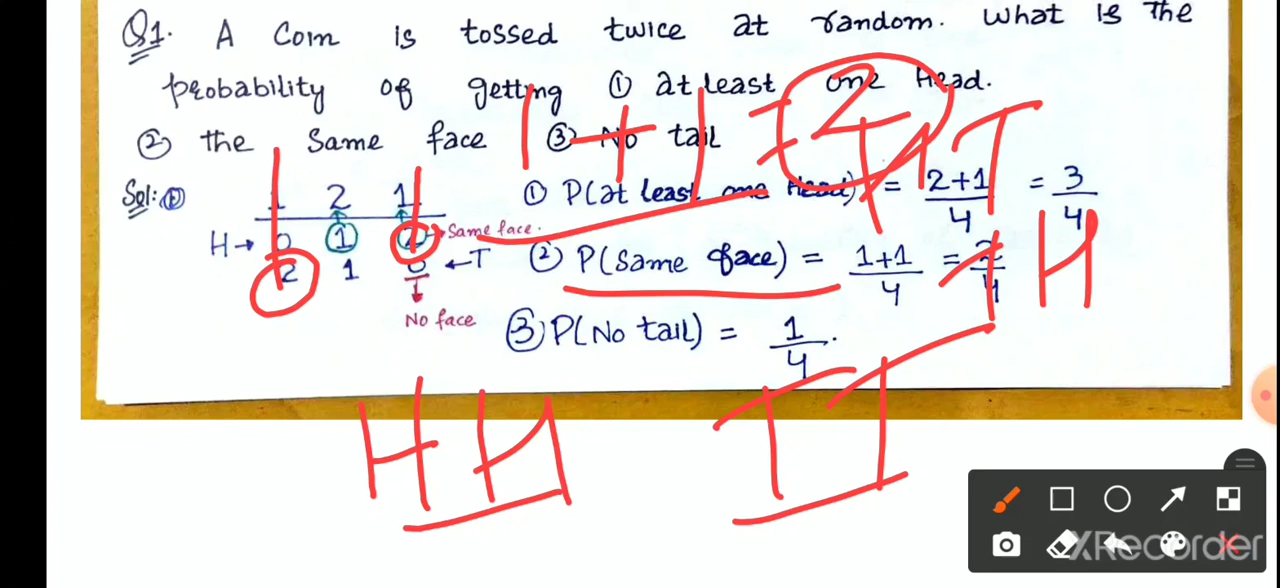 Q1. A Coin is tossed twice at random. What is the
probability of getting ① at least one Head.
② the Same face ③ No tail
1 + 1 = 2
Sol: ①
1 2 1
① P(at least one Head) = 2+1/4 = 3/4
H→ 0 1 2 → Same face.
2 1 0 ← T
② P(Same face) = 1+1/4 = 2/4
No face
③ P(No tail) = 1/4.
HH TT
XRecorder